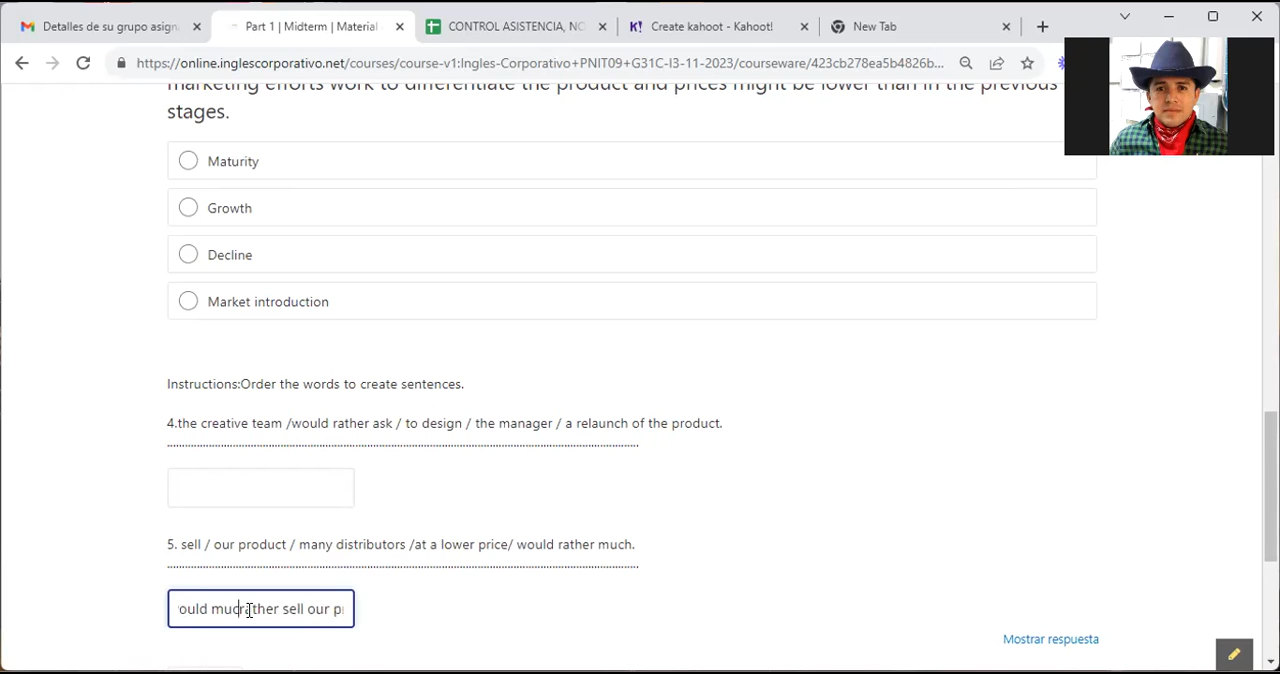 Detalles de su grupo asign
Part 1 | Midterm | Material
CONTROL ASISTENCIA, NO
K! Create kahoot - Kahoot!
New Tab
https://online.inglescorporativo.net/courses/course-v1:Ingles-Corporativo+PNIT09+G31C-I3-11-2023/courseware/423cb278ea5b4826b...
marketing efforts work to differentiate the product and prices might be lower than in the previous
stages.
Maturity
Growth
Decline
Market introduction
Instructions:Order the words to create sentences.
4.the creative team /would rather ask / to design / the manager / a relaunch of the product.
5. sell / our product / many distributors /at a lower price/ would rather much.
ould mucrather sell our p
Mostrar respuesta